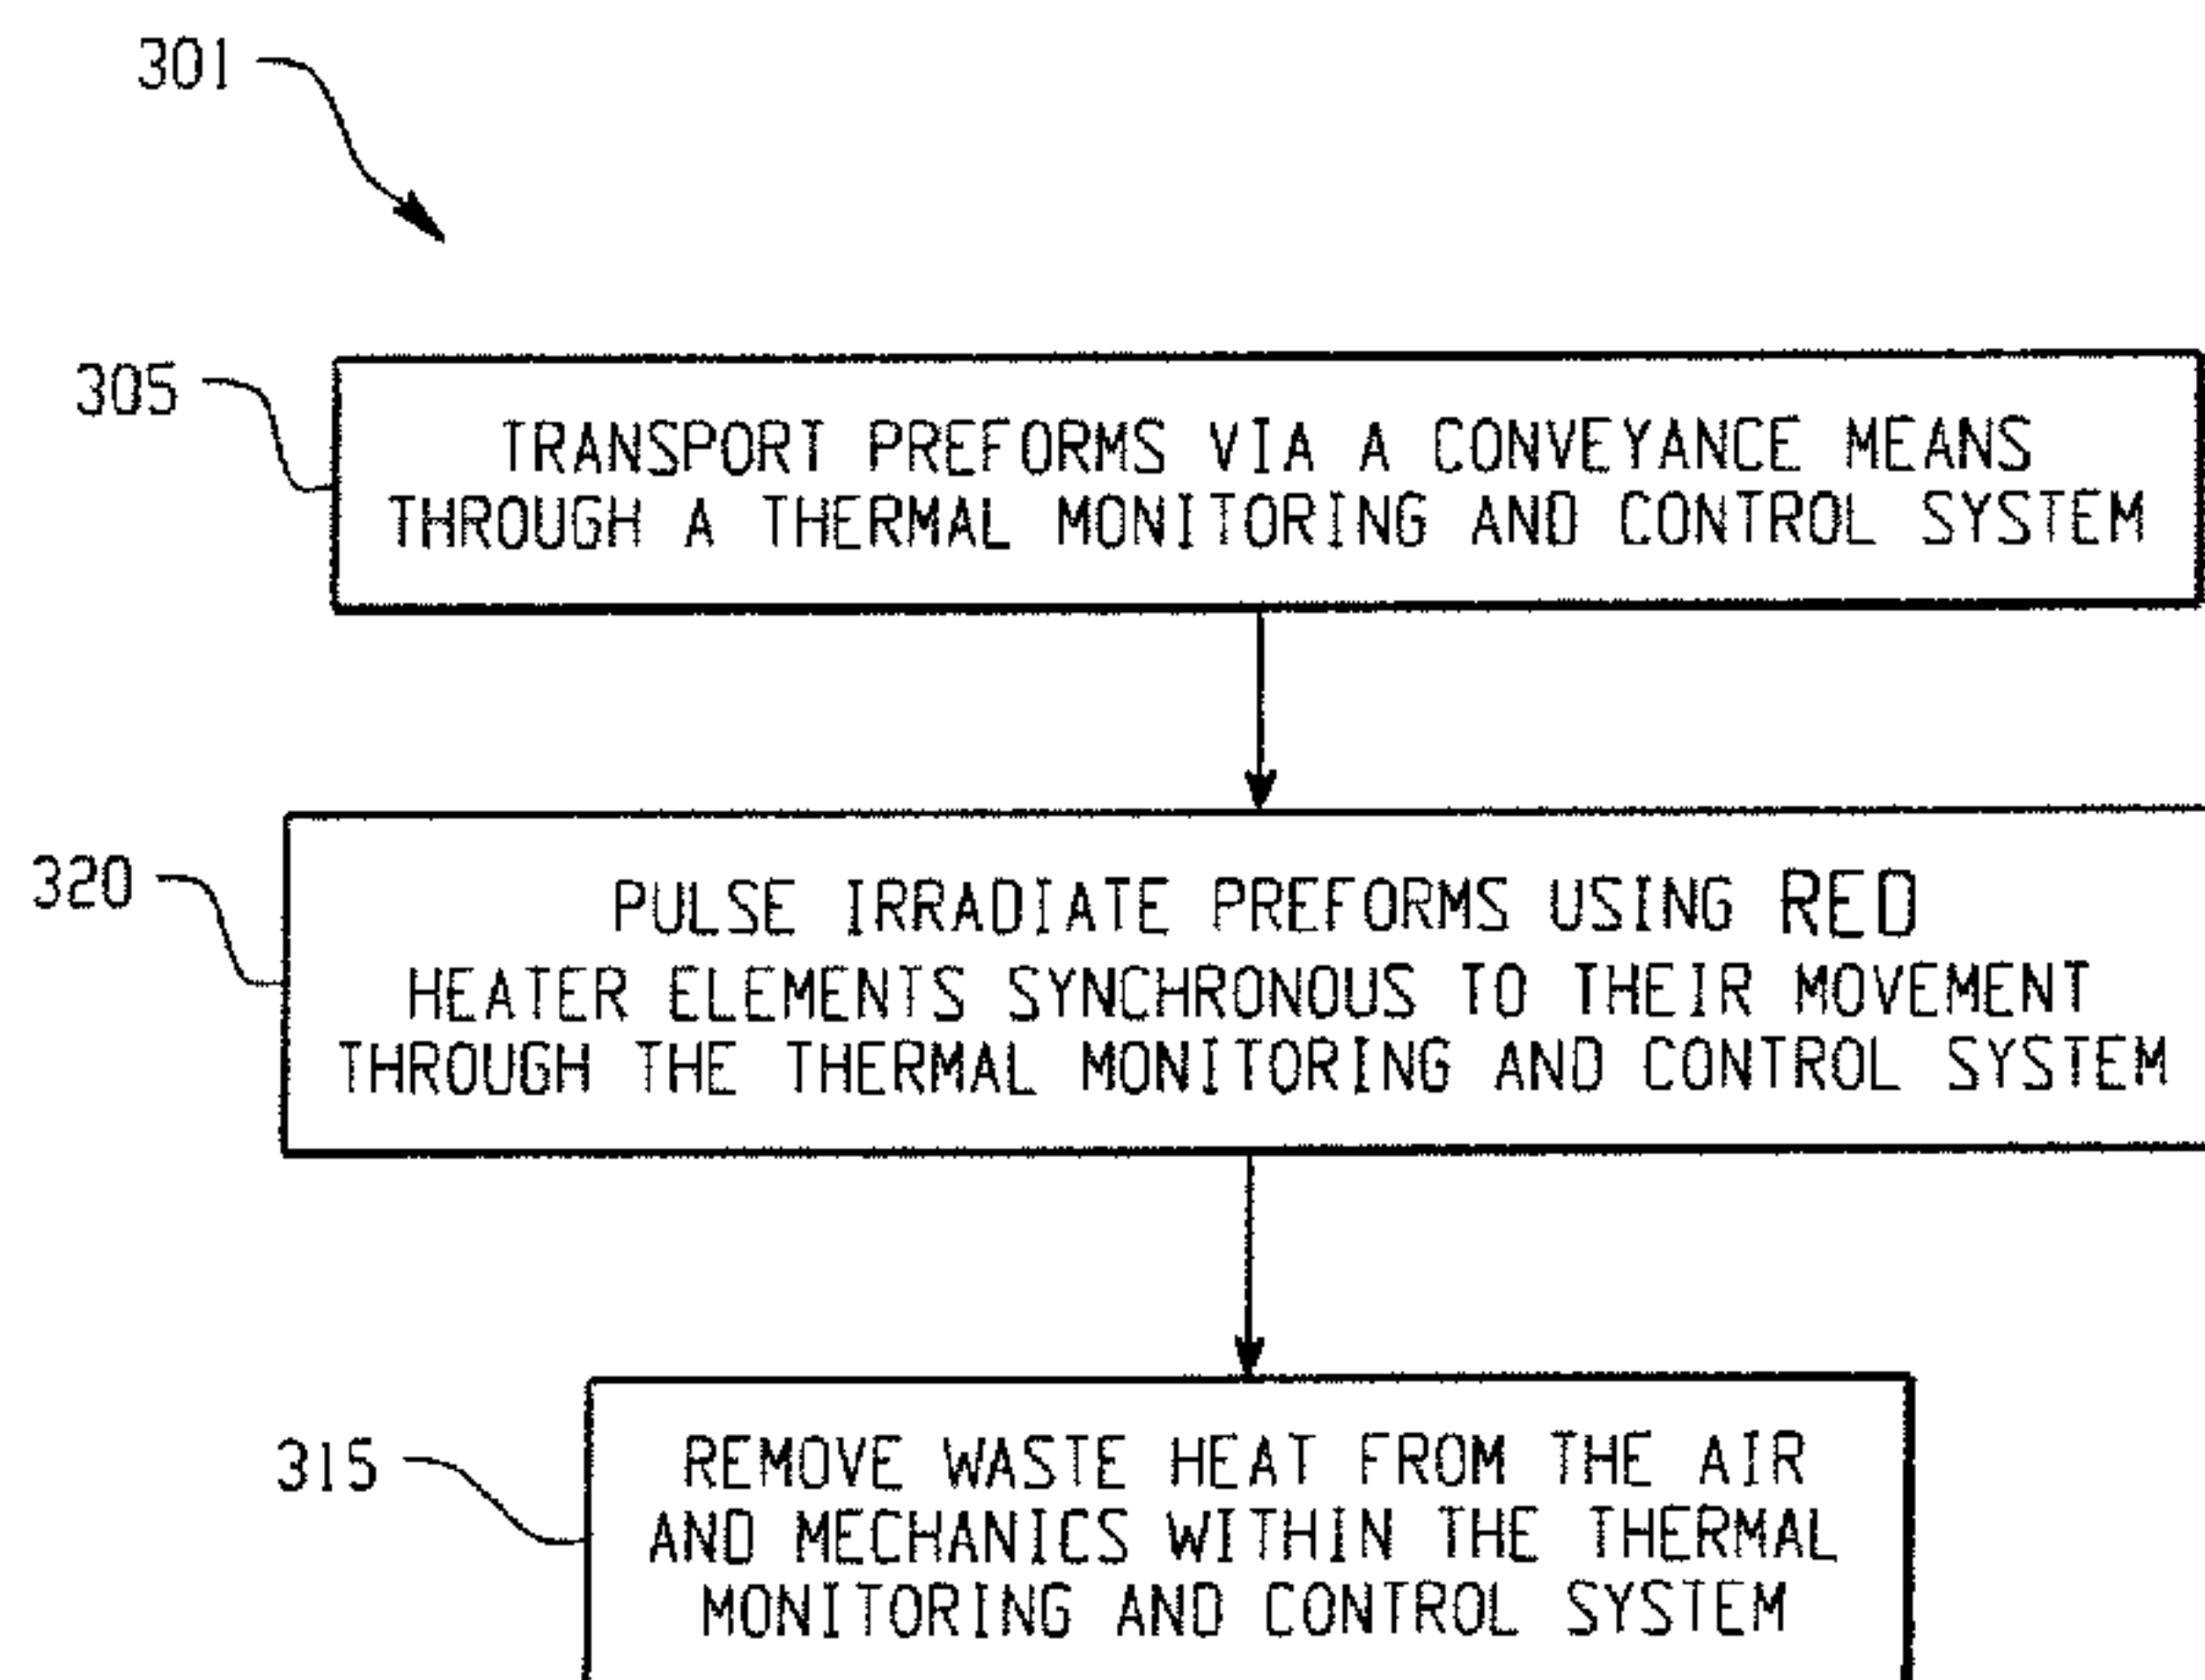 301
305
TRANSPORT PREFORMS VIA A CONVEYANCE MEANS
THROUGH A THERMAL MONITORING AND CONTROL SYSTEM
320
PULSE IRRADIATE PREFORMS USING RED
HEATER ELEMENTS SYNCHRONOUS TO THEIR MOVEMENT
THROUGH THE THERMAL MONITORING AND CONTROL SYSTEM
315
REMOVE WASTE HEAT FROM THE AIR
AND MECHANICS WITHIN THE THERMAL
MONITORING AND CONTROL SYSTEM